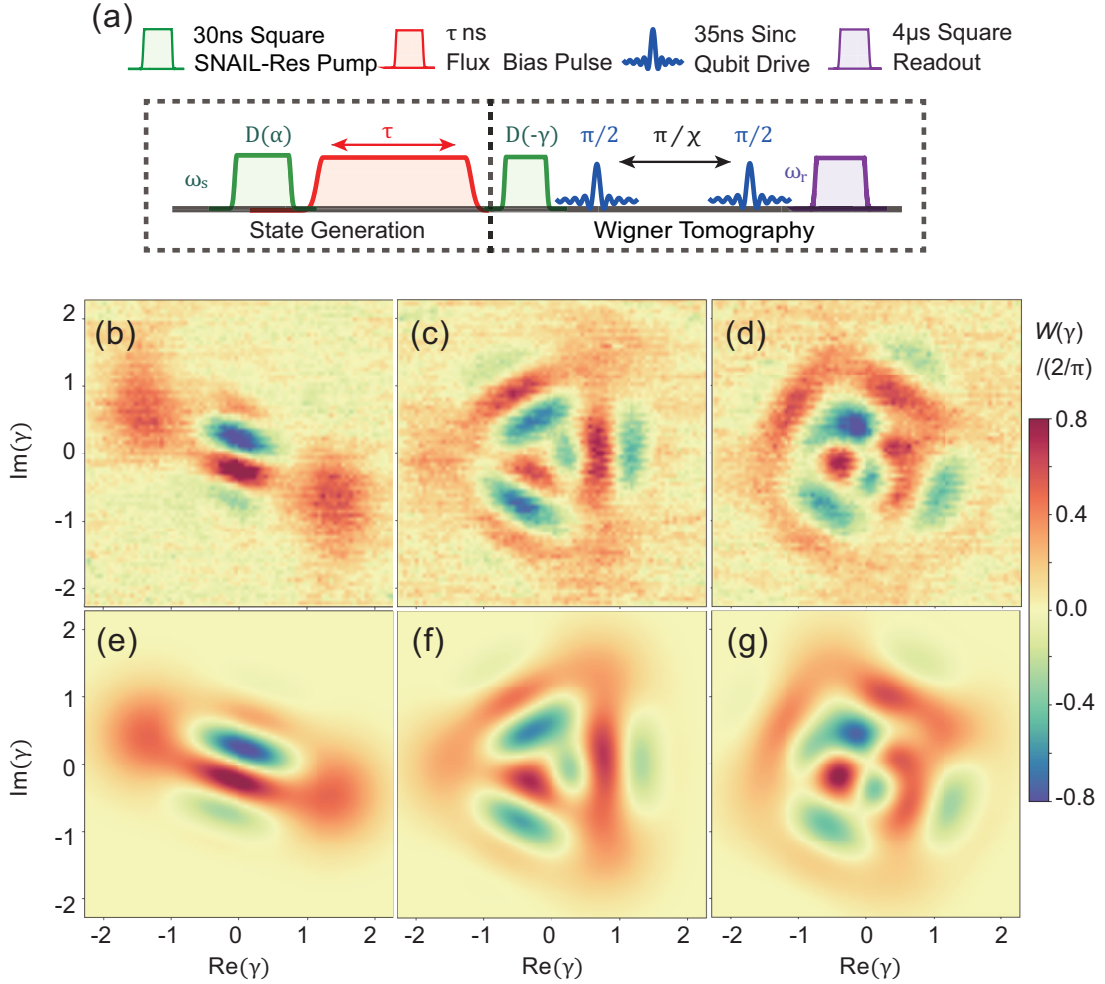 (a)
30ns Square
SNAIL-Res Pump
τ ns
Flux Bias Pulse
35ns Sinc
Qubit Drive
4μs Square
Readout
D(α)
τ
D(-γ)
π/2
π/χ
π/2
ωs
ωr
State Generation
Wigner Tomography
(b)
(c)
(d)
2
1
0
-1
-2
Im(γ)
W(γ)
/(2/π)
0.8
0.4
0.0
-0.4
-0.8
(e)
(f)
(g)
2
1
0
-1
-2
Im(γ)
-2 -1 0 1 2
-2 -1 0 1 2
-2 -1 0 1 2
Re(γ)
Re(γ)
Re(γ)